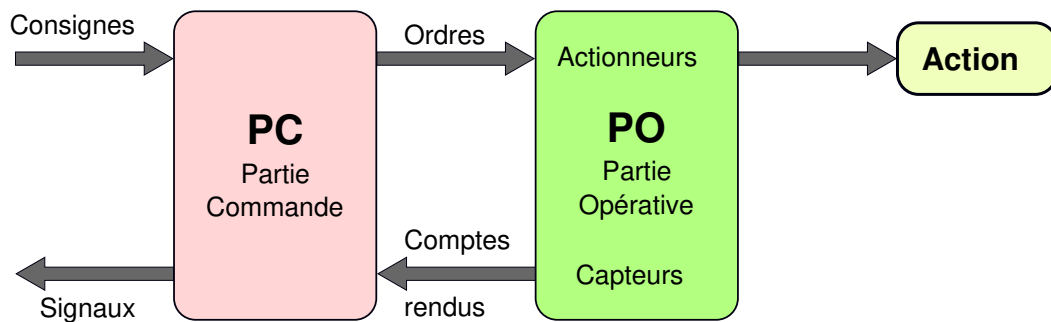 Consignes
Ordres
Actionneurs
Action
PC
Partie
Commande
PO
Partie
Opérative
Comptes
rendus
Capteurs
Signaux